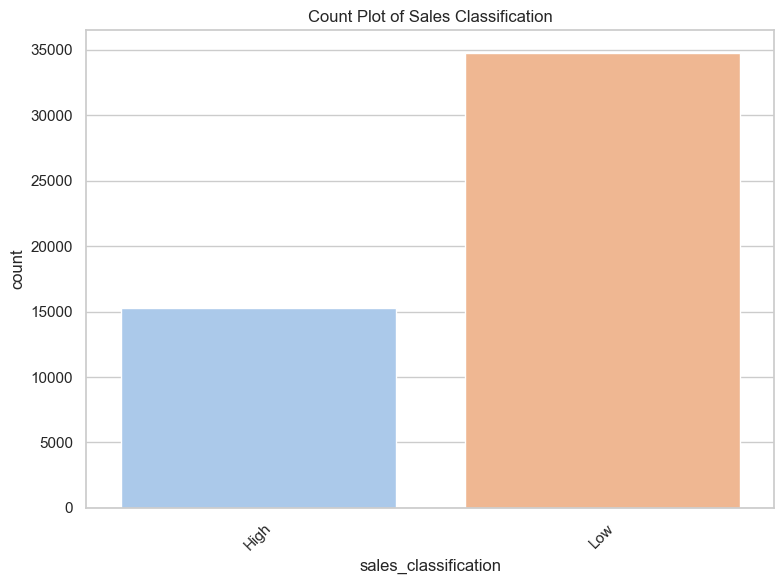 Count Plot of Sales Classification
35000
30000
25000
20000
15000
10000
5000
0
count
High
Low
sales_classification